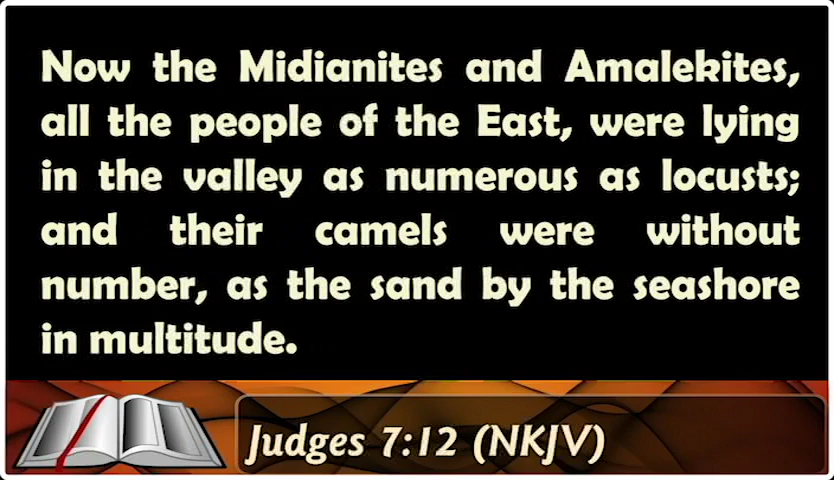 Now the Midianites and Amalekites,
all the people of the East, were lying
in the valley as numerous as locusts;
and their camels were without
number, as the sand by the seashore
in multitude.
Judges 7:12 (NKJV)